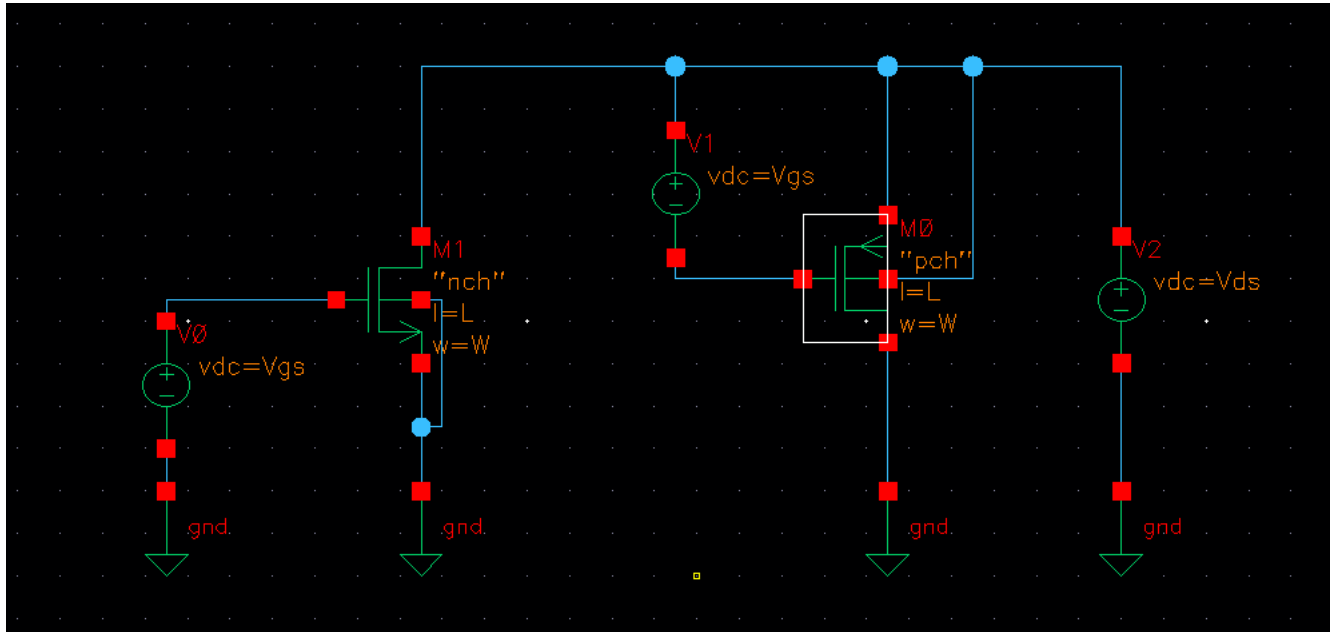 V1
vdc=Vgs
M0
"pch"
l=L
w=W
V2
vdc=Vds
M1
"nch"
l=L
w=W
V0
vdc=Vgs
gnd
gnd
gnd
gnd